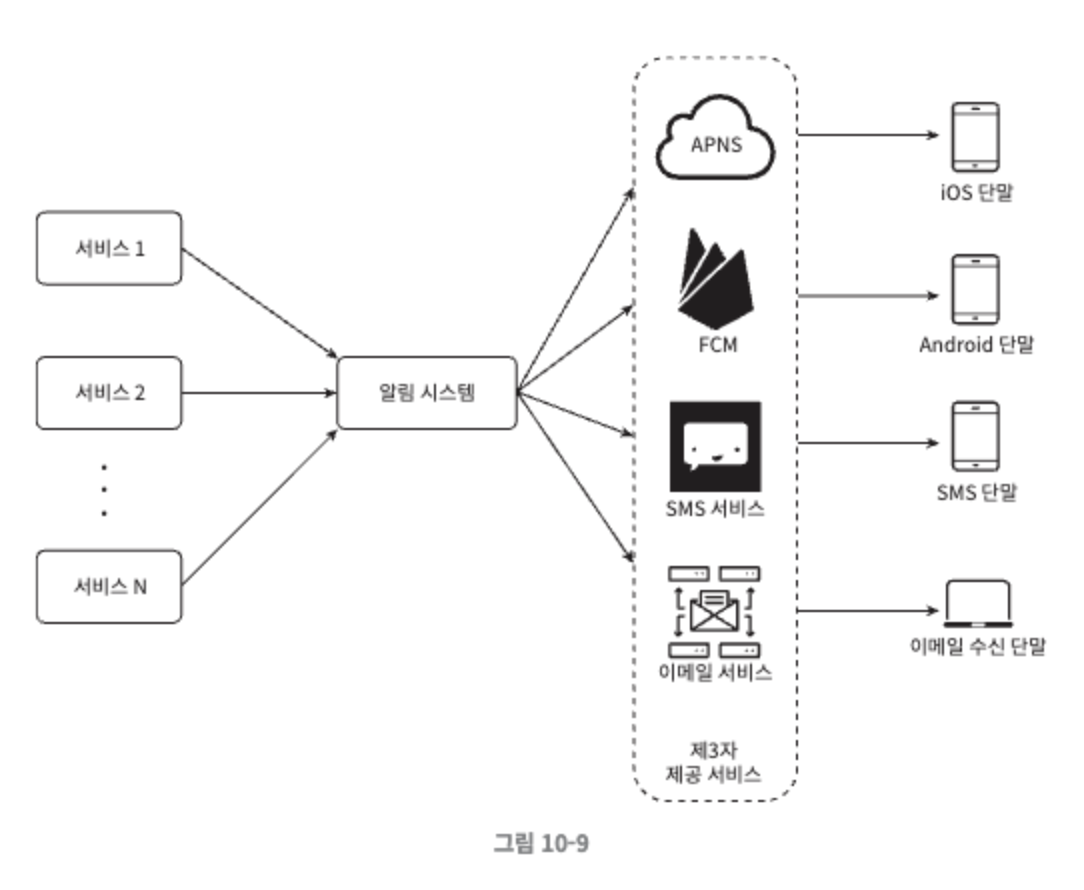 서비스 1
서비스 2
서비스 N
알림 시스템
APNS
FCM
SMS 서비스
이메일 서비스
제3자
제공 서비스
iOS 단말
Android 단말
SMS 단말
이메일 수신 단말
그림 10-9